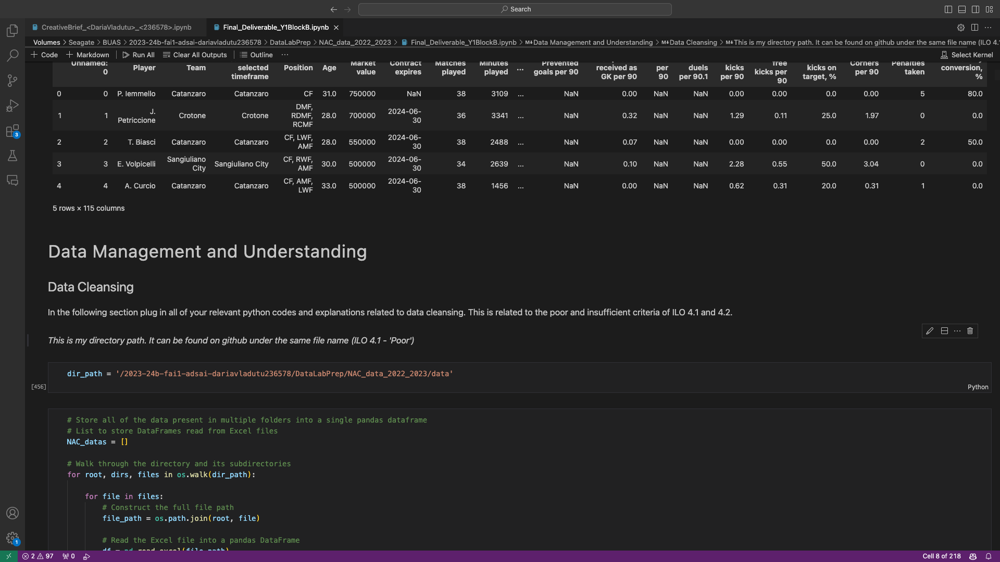 Search
CreativeBrief_<DariaVladutu>_<236578>.ipynb
Final_Deliverable_Y1BlockB.ipynb
Volumes > Seagate > BUAS > 2023-24b-fai1-adsai-dariavladutu236578 > DataLabPrep > NAC_data_2022_2023 > Final_Deliverable_Y1BlockB.ipynb > M↓Data Management and Understanding > M↓Data Cleansing > M↓This is my directory path. It can be found on github under the same file name (ILO 4.1
+ Code + Markdown Run All Clear All Outputs Outline ... Select Kernel
Unnamed: 0 Player Team selected timeframe Position Age Market value Contract expires Matches played Minutes played ... Prevented goals per 90 received as GK per 90 per 90 duels per 90.1 kicks per 90 free kicks per 90 kicks on target, % Corners per 90 Penalties taken conversion, %
0 0 P. Iemmello Catanzaro Catanzaro CF 31.0 750000 NaN 38 3109 ... NaN 0.00 NaN NaN 0.00 0.00 0.0 0.00 5 80.0
1 1 J. Petriccione Crotone Crotone DMF, RDMF, RCMF 28.0 700000 2024-06-30 36 3341 ... NaN 0.32 NaN NaN 1.29 0.11 25.0 1.97 0 0.0
2 2 T. Biasci Catanzaro Catanzaro CF, LWF, AMF 28.0 550000 2024-06-30 38 2488 ... NaN 0.07 NaN NaN 0.00 0.00 0.0 0.00 2 50.0
3 3 E. Volpicelli Sangiuliano City Sangiuliano City CF, RWF, AMF 30.0 500000 2024-06-30 34 2639 ... NaN 0.10 NaN NaN 2.28 0.55 50.0 3.04 0 0.0
4 4 A. Curcio Catanzaro Catanzaro CF, AMF, LWF 33.0 500000 2024-06-30 38 1456 ... NaN 0.00 NaN NaN 0.62 0.31 20.0 0.31 1 0.0
5 rows × 115 columns
Data Management and Understanding
Data Cleansing
In the following section plug in all of your relevant python codes and explanations related to data cleansing. This is related to the poor and insufficient criteria of ILO 4.1 and 4.2.
This is my directory path. It can be found on github under the same file name (ILO 4.1 - 'Poor')
dir_path = '/2023-24b-fai1-adsai-dariavladutu236578/DataLabPrep/NAC_data_2022_2023/data'
[456]
Python
# Store all of the data present in multiple folders into a single pandas dataframe
# List to store DataFrames read from Excel files
NAC_datas = []
# Walk through the directory and its subdirectories
for root, dirs, files in os.walk(dir_path):
for file in files:
# Construct the full file path
file_path = os.path.join(root, file)
# Read the Excel file into a pandas DataFrame
df = pd.read_excel(file_path)
3
1
2 97 0 Cell 8 of 218